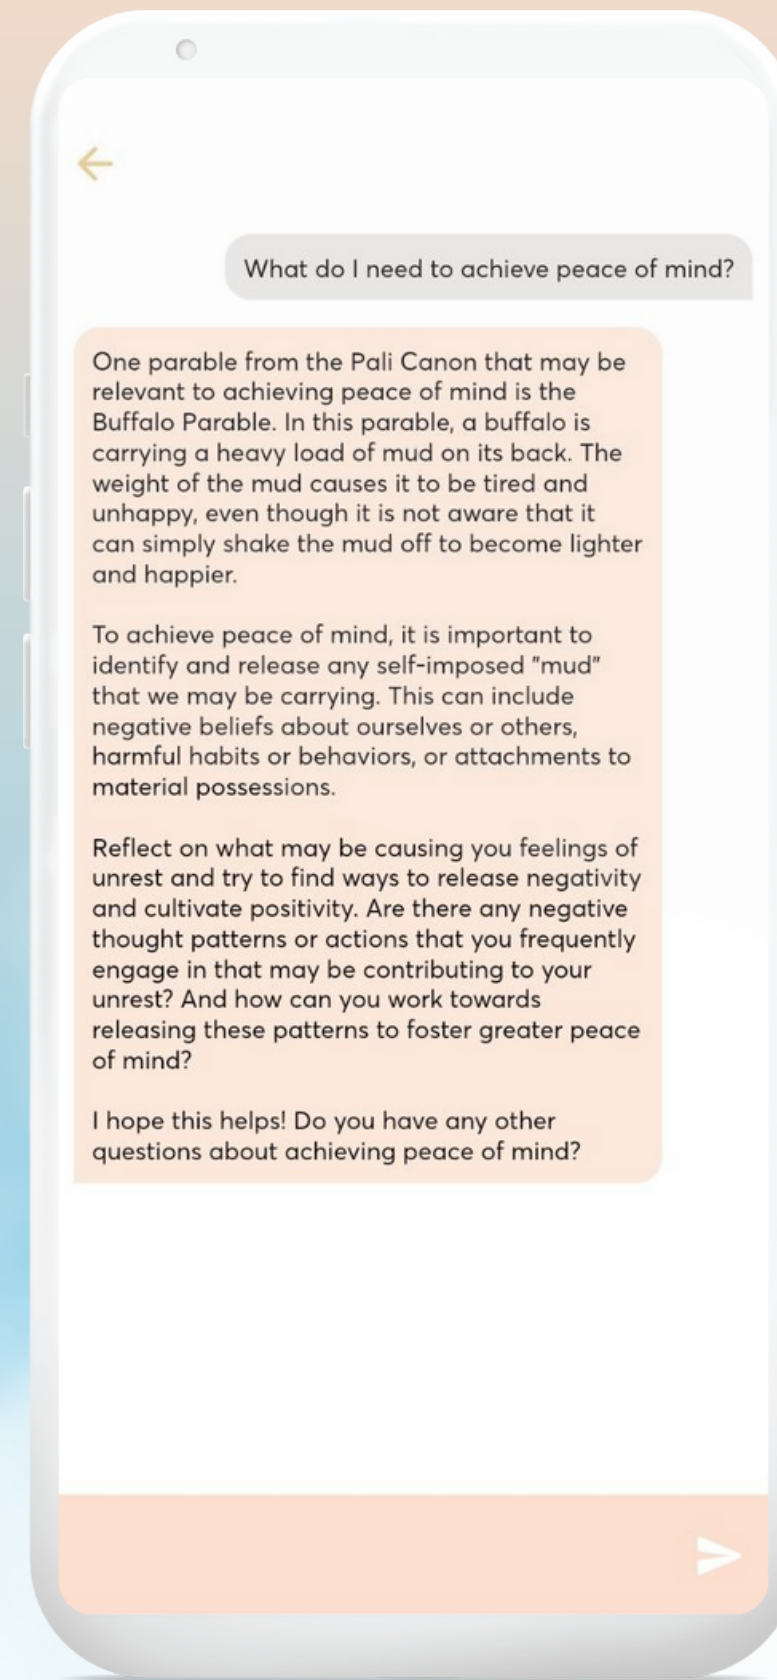 What do I need to achieve peace of mind?
One parable from the Pali Canon that may be
relevant to achieving peace of mind is the
Buffalo Parable. In this parable, a buffalo is
carrying a heavy load of mud on its back. The
weight of the mud causes it to be tired and
unhappy, even though it is not aware that it
can simply shake the mud off to become lighter
and happier.
To achieve peace of mind, it is important to
identify and release any self-imposed "mud"
that we may be carrying. This can include
negative beliefs about ourselves or others,
harmful habits or behaviors, or attachments to
material possessions.
Reflect on what may be causing you feelings of
unrest and try to find ways to release negativity
and cultivate positivity. Are there any negative
thought patterns or actions that you frequently
engage in that may be contributing to your
unrest? And how can you work towards
releasing these patterns to foster greater peace
of mind?
I hope this helps! Do you have any other
questions about achieving peace of mind?